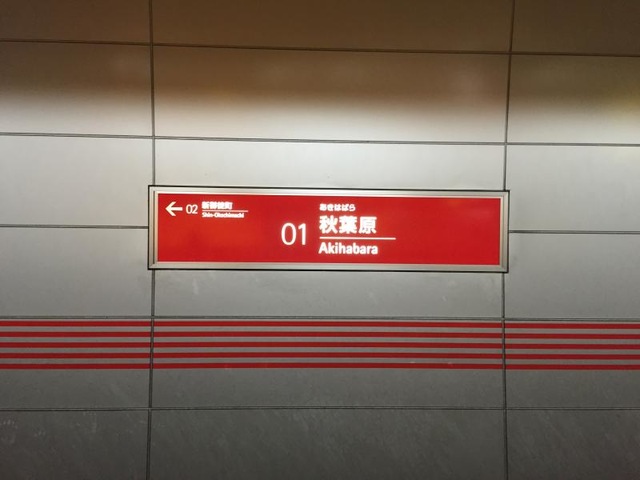 ← 02 新御徒町
Shin-Okachimachi
01
あきはばら
秋葉原
Akihabara